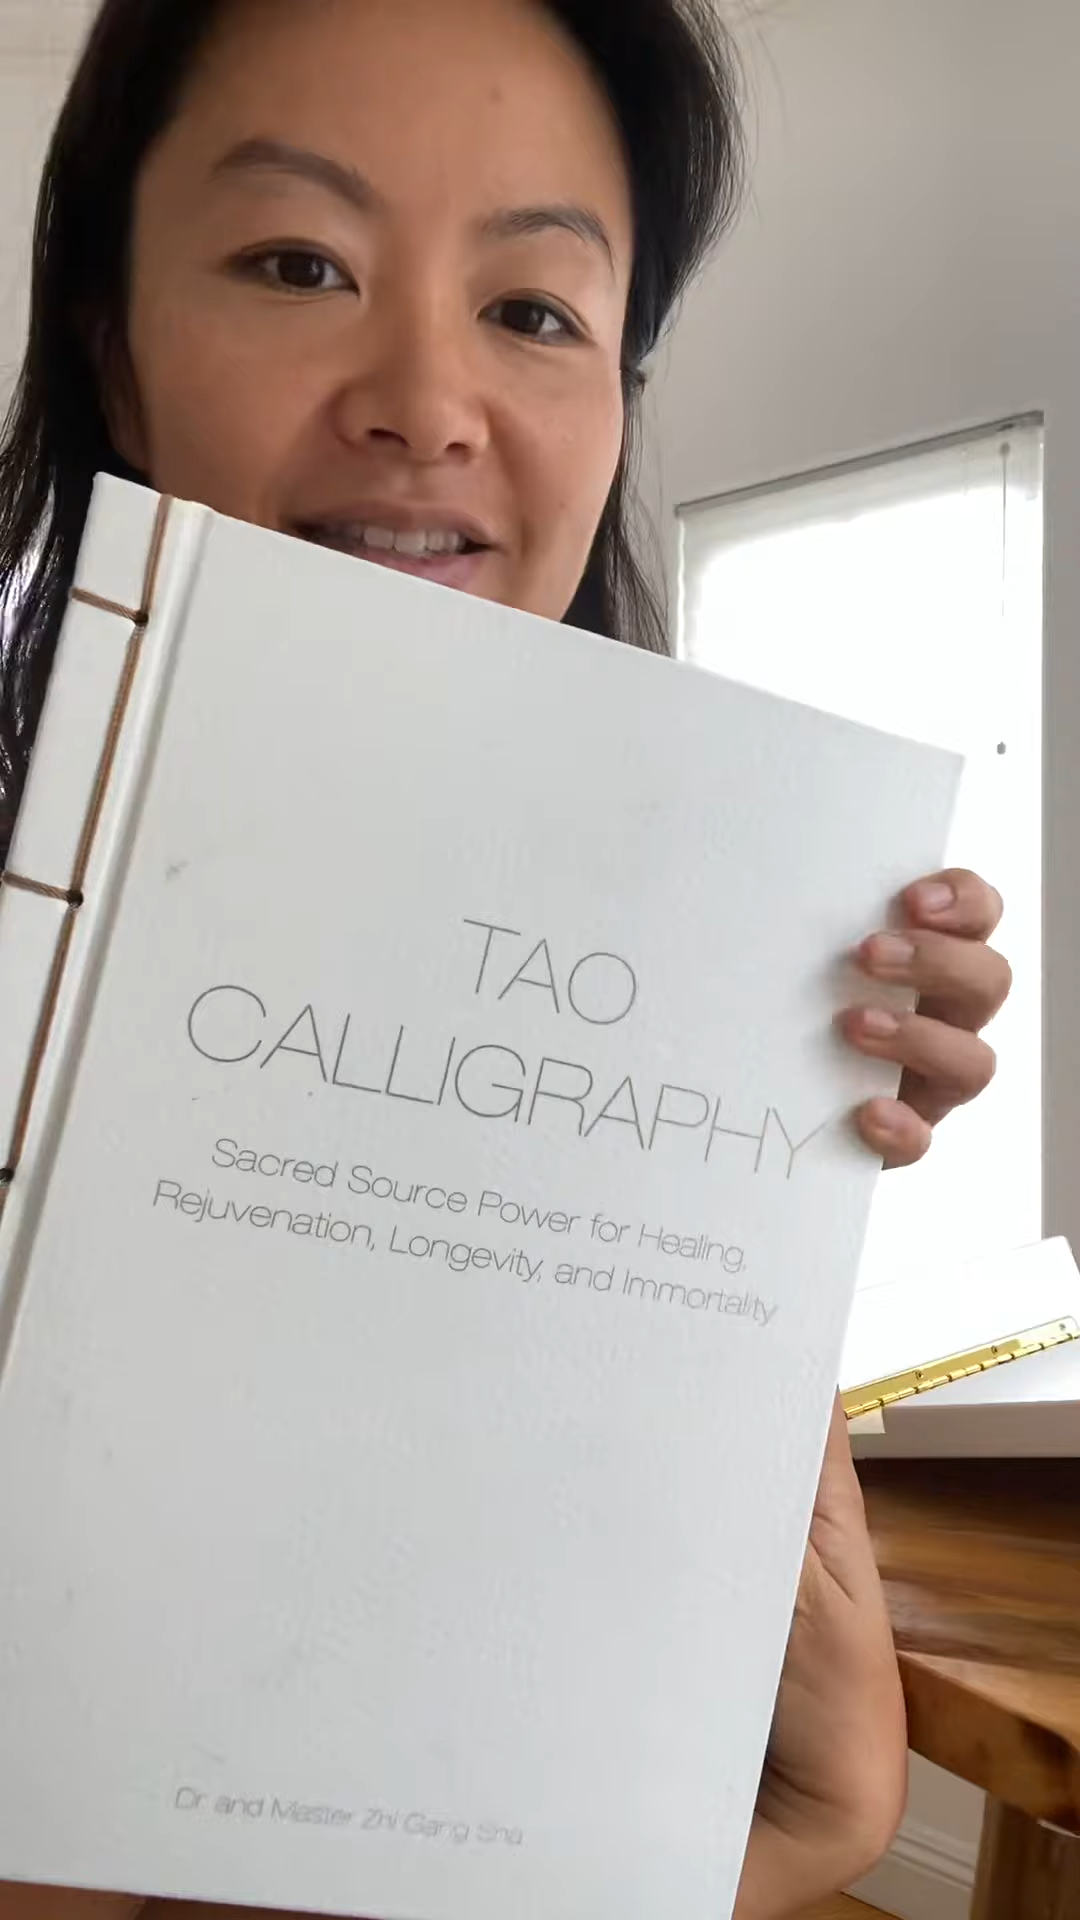 TAO
CALLIGRAPHY
Sacred Source Power for Healing,
Rejuvenation, Longevity, and Immortality
Dr and Master Zhi Gang Sha